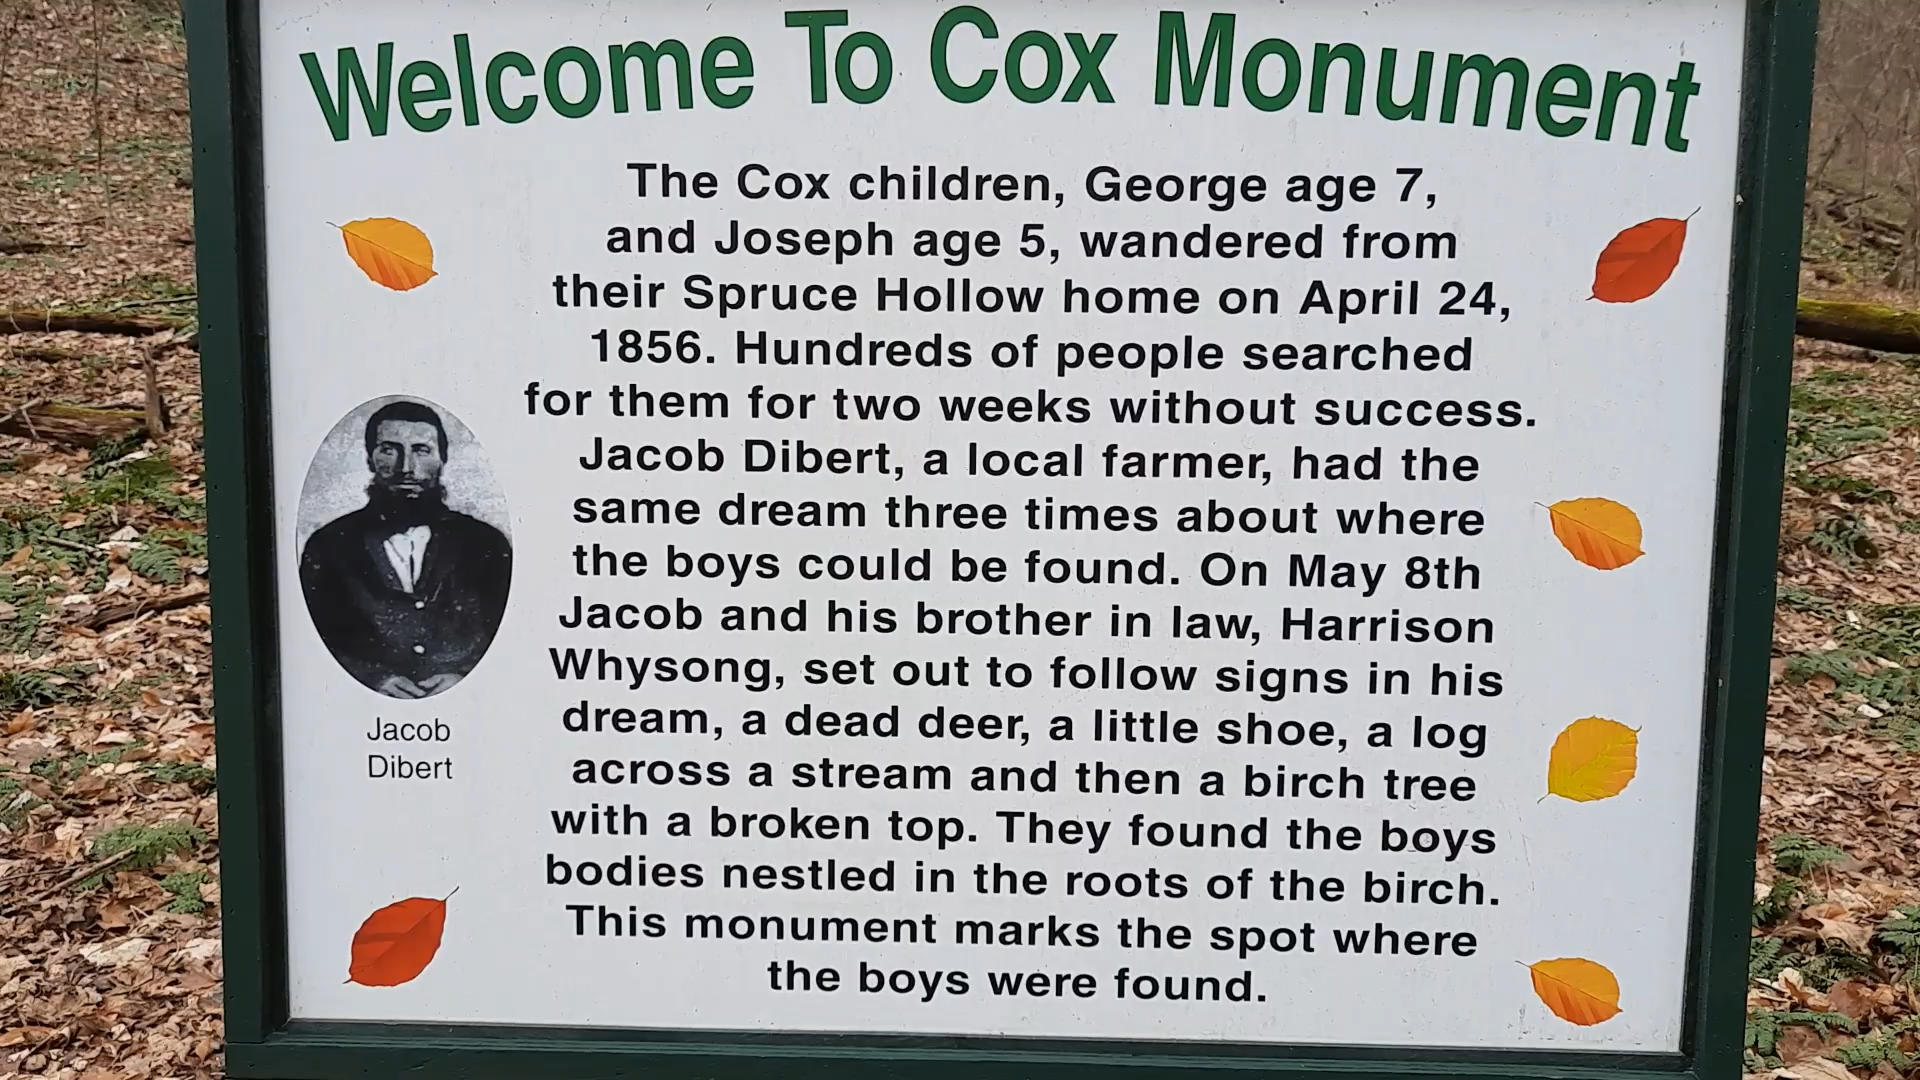 Welcome To Cox Monument
The Cox children, George age 7,
and Joseph age 5, wandered from
their Spruce Hollow home on April 24,
1856. Hundreds of people searched
for them for two weeks without success.
Jacob Dibert, a local farmer, had the
same dream three times about where
the boys could be found. On May 8th
Jacob and his brother in law, Harrison
Whysong, set out to follow signs in his
dream, a dead deer, a little shoe, a log
across a stream and then a birch tree
with a broken top. They found the boys
bodies nestled in the roots of the birch.
This monument marks the spot where
the boys were found.
Jacob
Dibert